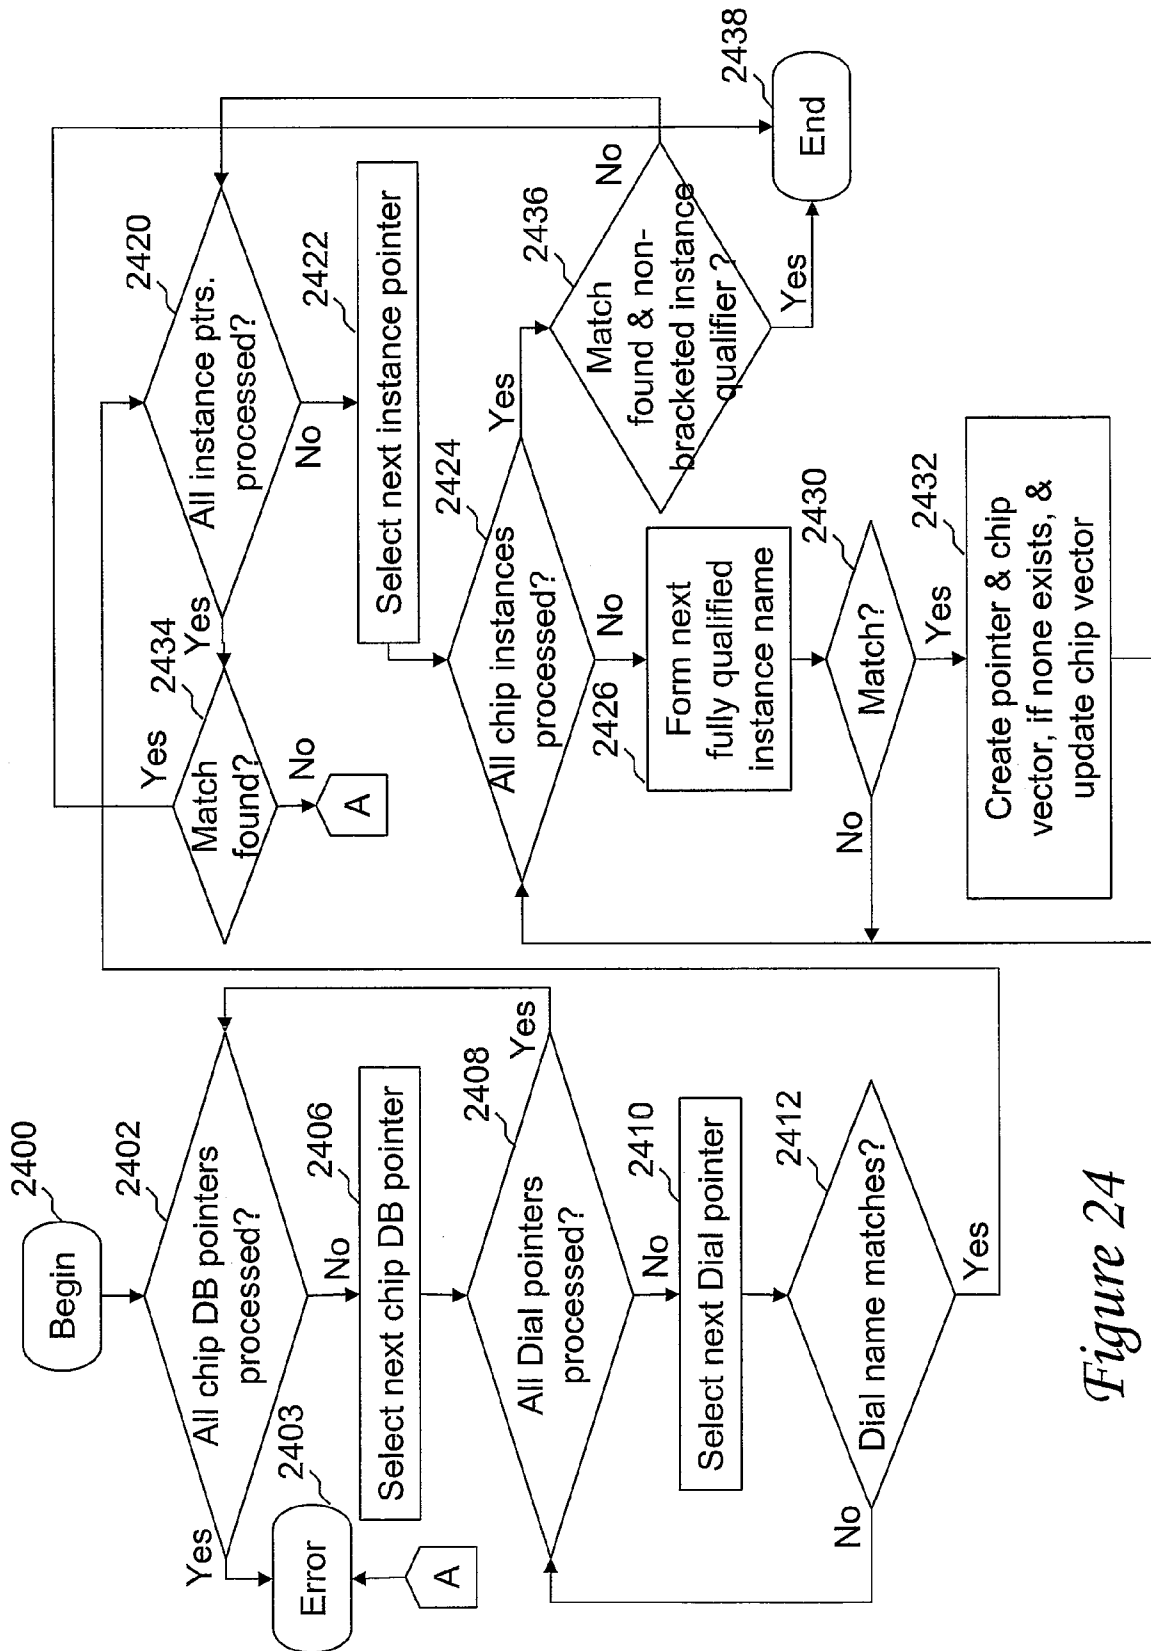 2400
Begin
2402
All chip DB pointers
processed?
Yes
No
2403
Error
A
2406
Select next chip DB pointer
2408
All Dial pointers
processed?
Yes
No
2410
Select next Dial pointer
2412
Dial name matches?
No
Yes
2420
All instance ptrs.
processed?
Yes
No
2434
Match
found?
Yes
No
A
2422
Select next instance pointer
2424
All chip instances
processed?
Yes
No
2426
Form next
fully qualified
instance name
2430
Match?
No
Yes
2432
Create pointer & chip
vector, if none exists, &
update chip vector
2436
Match
found & non-
bracketed instance
qualifier ?
No
Yes
2438
End
Figure 24